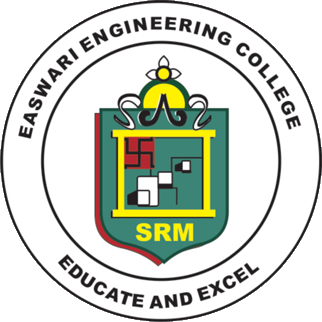 EASWARI ENGINEERING COLLEGE
SRM
EDUCATE AND EXCEL